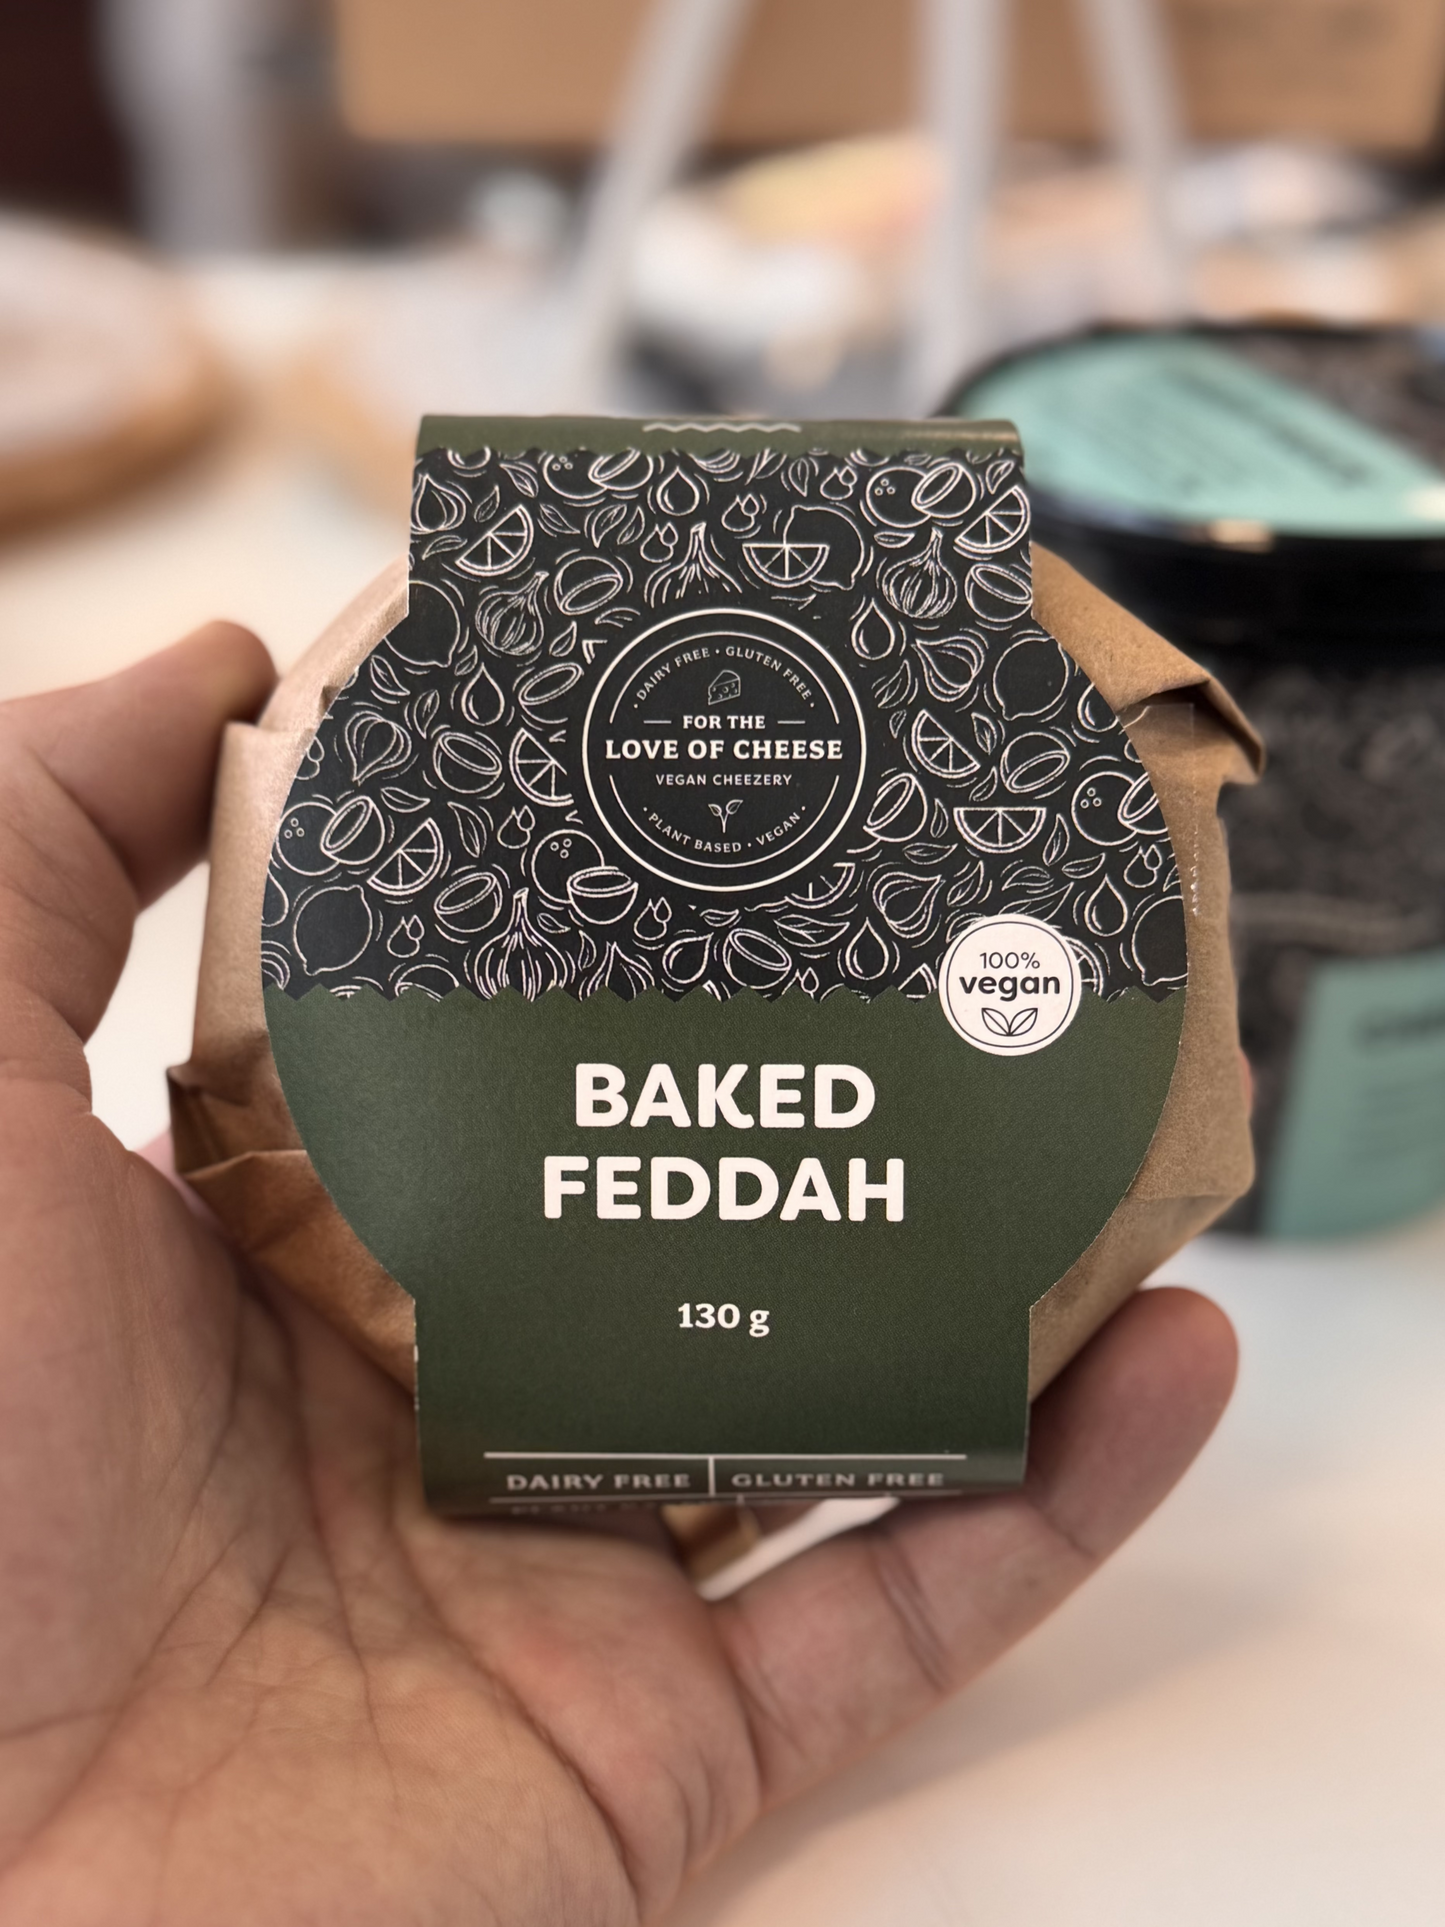 DAIRY FREE • GLUTEN FREE
FOR THE
LOVE OF CHEESE
VEGAN CHEEZERY
PLANT BASED • VEGAN
100%
vegan
BAKED
FEDDAH
130 g
DAIRY FREE GLUTEN FREE